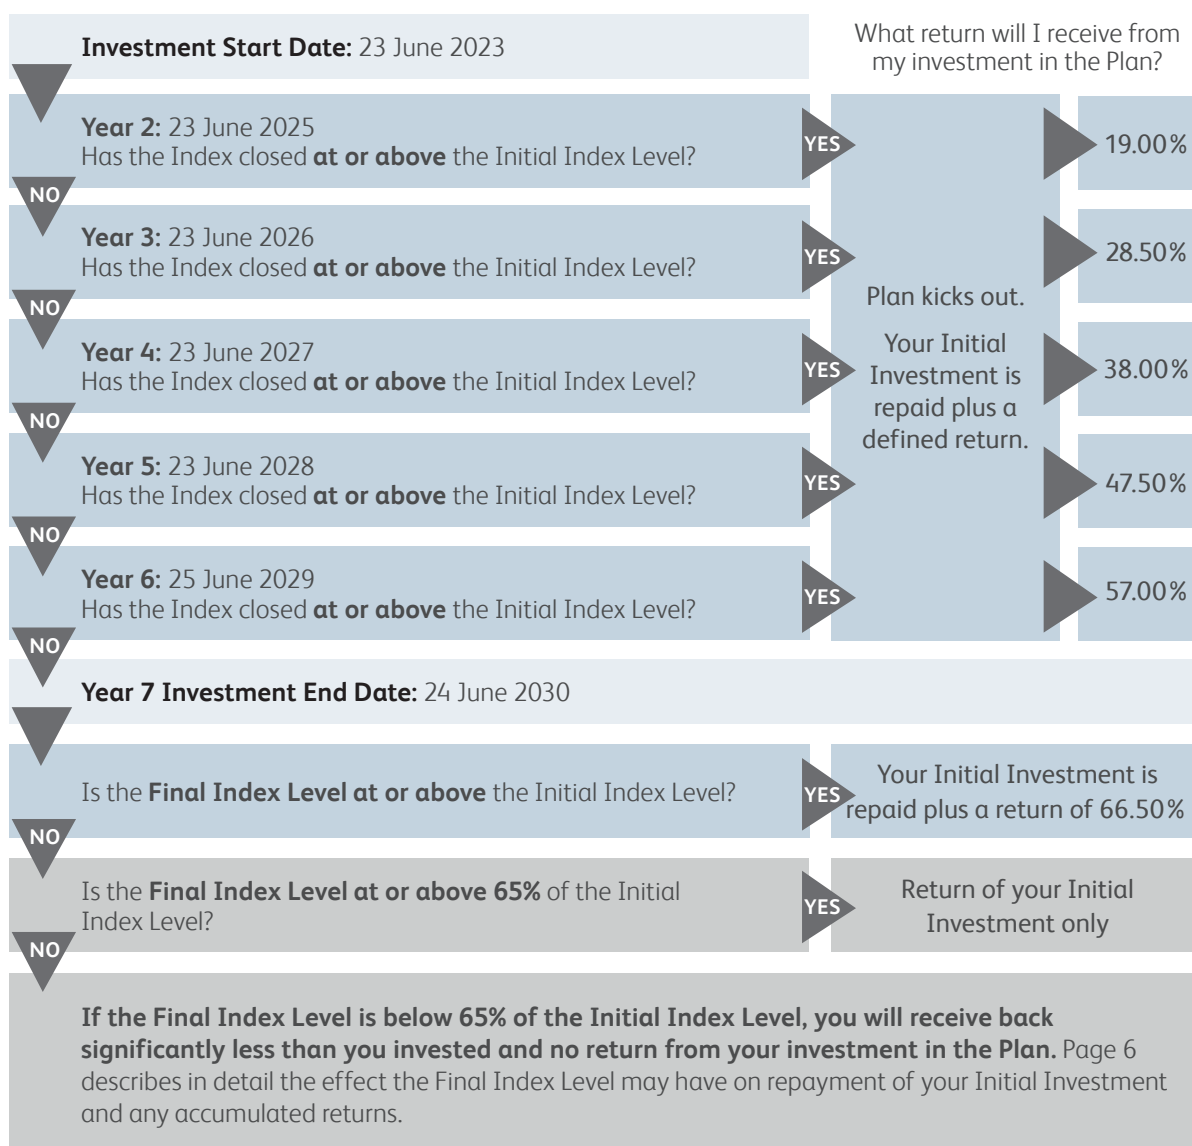 Investment Start Date: 23 June 2023
What return will I receive from
my investment in the Plan?
Year 2: 23 June 2025
Has the Index closed at or above the Initial Index Level?
YES
19.00%
NO
Year 3: 23 June 2026
Has the Index closed at or above the Initial Index Level?
YES
28.50%
NO
Year 4: 23 June 2027
Has the Index closed at or above the Initial Index Level?
YES
38.00%
NO
Year 5: 23 June 2028
Has the Index closed at or above the Initial Index Level?
YES
47.50%
NO
Year 6: 25 June 2029
Has the Index closed at or above the Initial Index Level?
YES
57.00%
Plan kicks out.
Your Initial
Investment is
repaid plus a
defined return.
NO
Year 7 Investment End Date: 24 June 2030
Is the Final Index Level at or above the Initial Index Level?
YES
Your Initial Investment is
repaid plus a return of 66.50%
NO
Is the Final Index Level at or above 65% of the Initial
Index Level?
YES
Return of your Initial
Investment only
NO
If the Final Index Level is below 65% of the Initial Index Level, you will receive back
significantly less than you invested and no return from your investment in the Plan. Page 6
describes in detail the effect the Final Index Level may have on repayment of your Initial Investment
and any accumulated returns.